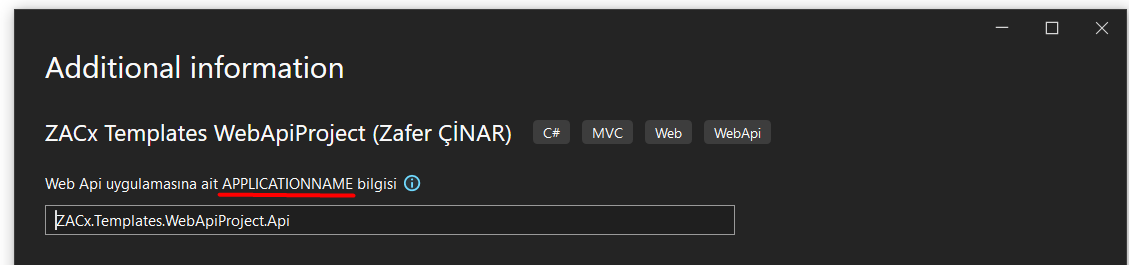 Additional information
ZACx Templates WebApiProject (Zafer ÇİNAR) C# MVC Web WebApi
Web Api uygulamasına ait APPLICATIONNAME bilgisi
ZACx.Templates.WebApiProject.Api